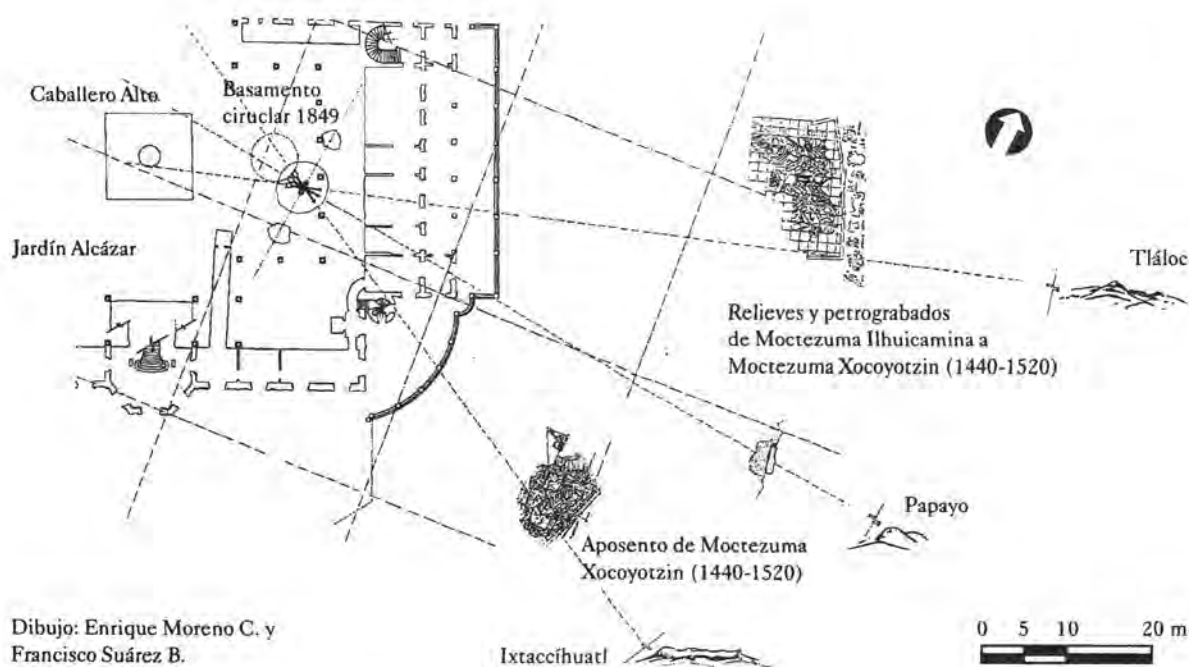 Caballero Alto
Basamento
ciruclar 1849
Jardín Alcázar
Tláloc
Relieves y petrograbados
de Moctezuma Ilhuicamina a
Moctezuma Xocoyotzin (1440-1520)
Papayo
Aposento de Moctezuma
Xocoyotzin (1440-1520)
Dibujo: Enrique Moreno C. y
Francisco Suárez B.
Ixtaccíhuatl
0 5 10 20 m